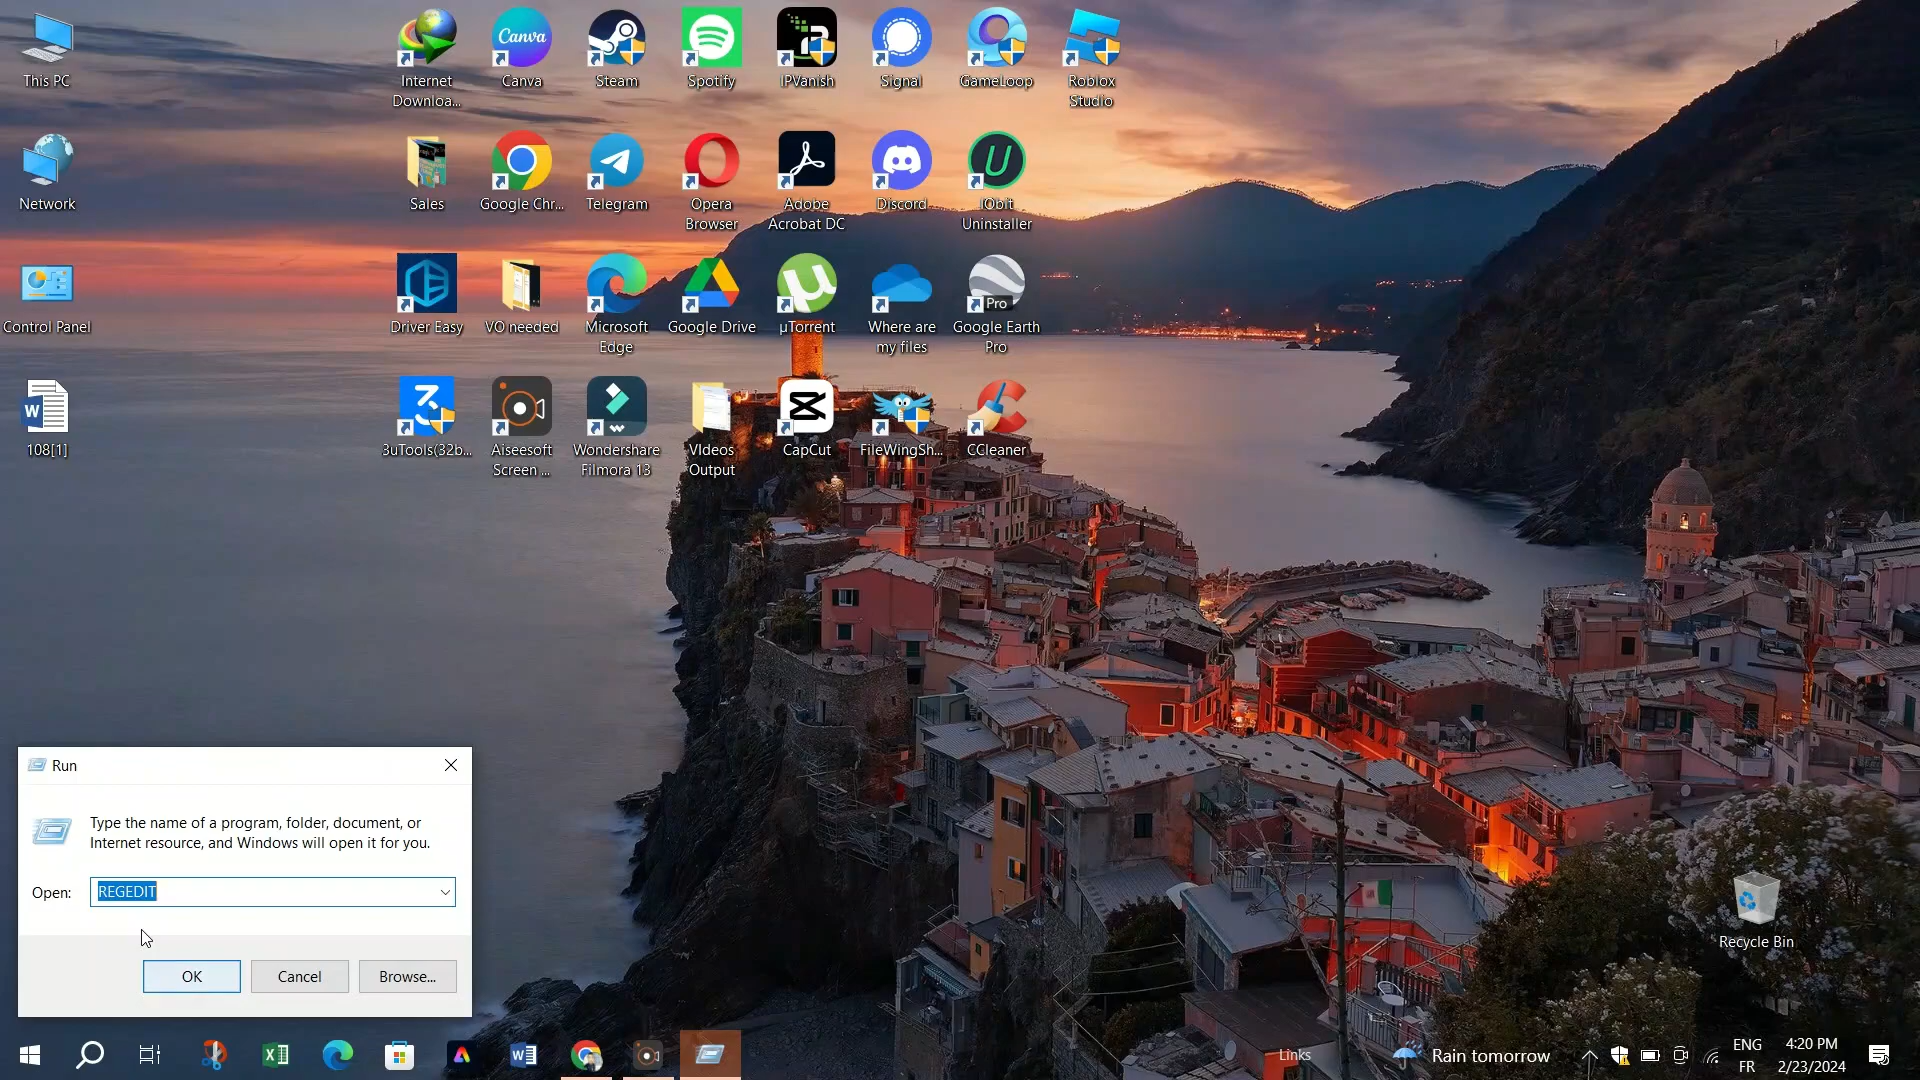 This PC
Network
Control Panel
W
108[1]
Internet
Downloa...
Canva
Canva
Steam
Spotify
IPVanish
Signal
GameLoop
Roblox
Studio
Sales
Google Chr...
Telegram
Opera
Browser
Adobe
Acrobat DC
Discord
IObit
Uninstaller
Driver Easy
VO needed
Microsoft
Edge
Google Drive
µTorrent
Where are
my files
Pro
Google Earth
Pro
3uTools(32b...
Aiseesoft
Screen ...
Wondershare
Filmora 13
VIdeos
Output
CapCut
FileWingSh...
CCleaner
Run
Type the name of a program, folder, document, or
Internet resource, and Windows will open it for you.
Open:
REGEDIT
OK
Cancel
Browse...
Recycle Bin
Links
Rain tomorrow
ENG
FR
4:20 PM
2/23/2024